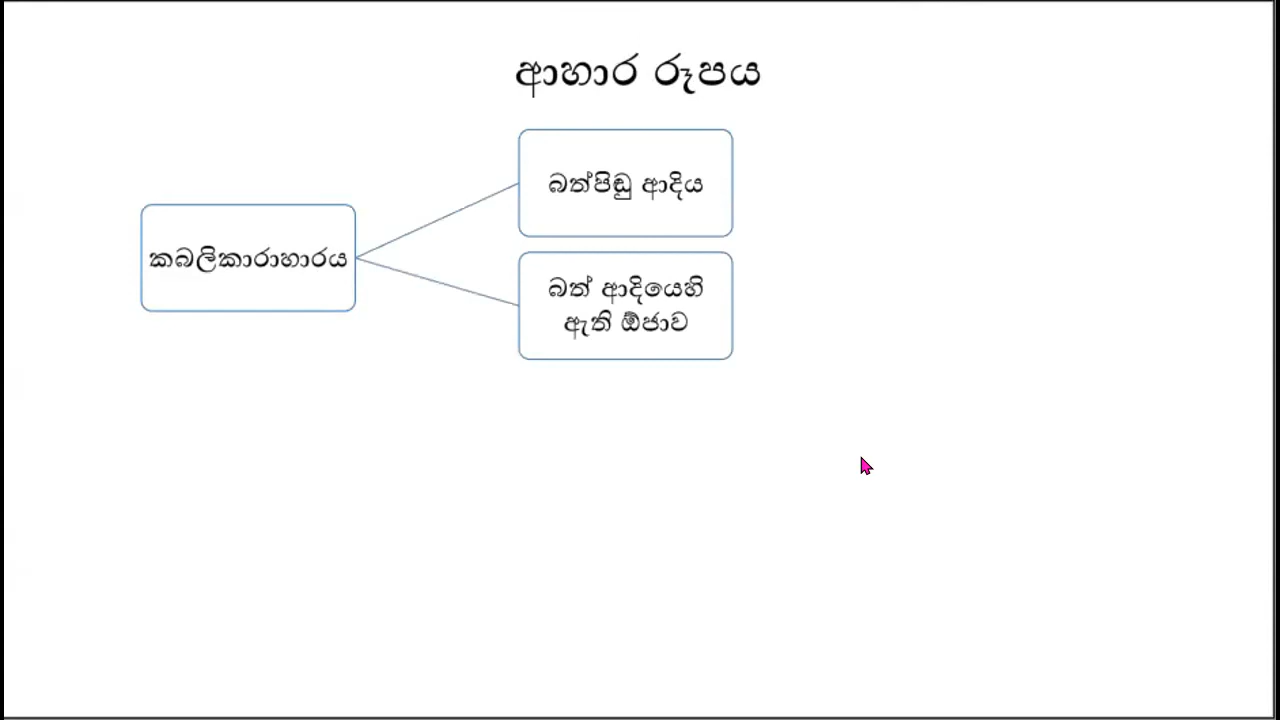 ආහාර රූපය
බත්පිඬු ආදිය
කබලිකාරාහාරය
බත් ආදියෙහි
ඇති ඕජාව